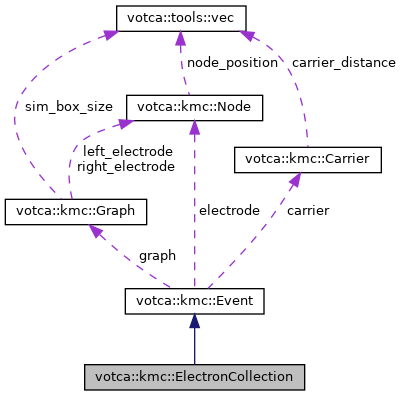 votca::tools::vec
node_position
carrier_distance
sim_box_size
votca::kmc::Node
left_electrode
right_electrode
votca::kmc::Carrier
votca::kmc::Graph
electrode
carrier
graph
votca::kmc::Event
votca::kmc::ElectronCollection